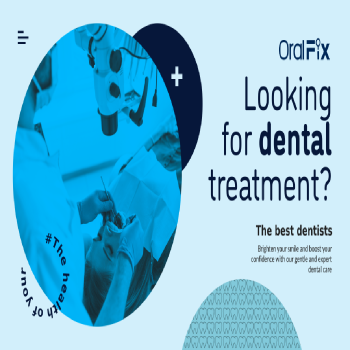 OralFix
Looking
for dental
treatment?
The best dentists
Brighten your smile and boost your
confidence with our gentle and expert
dental care
#The health of your